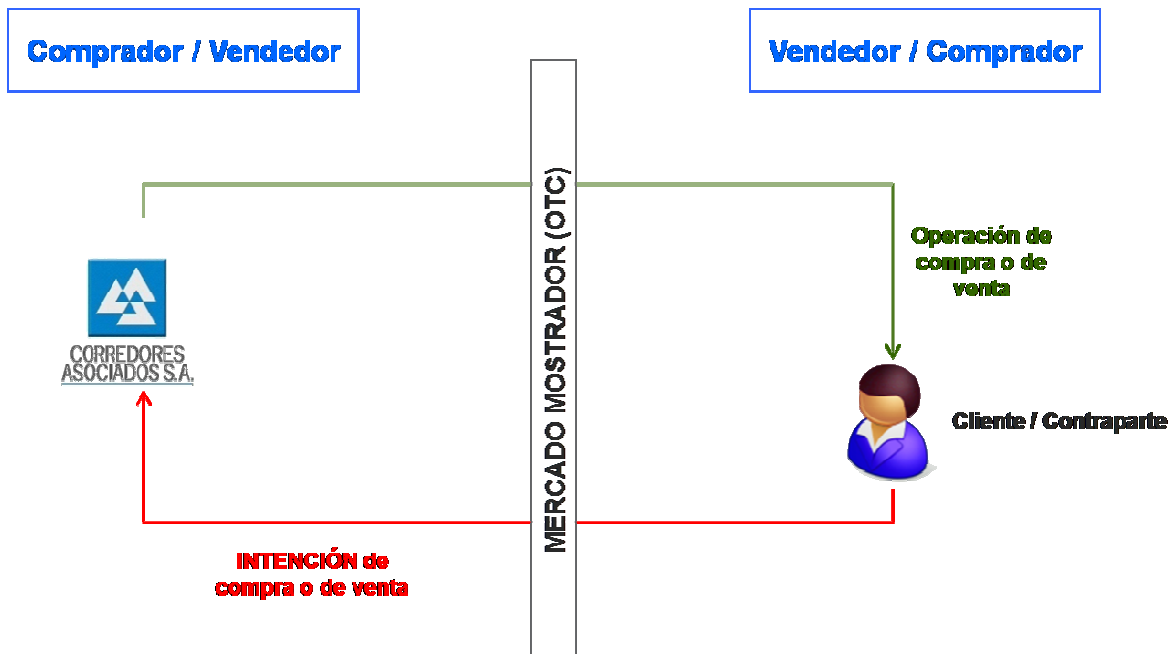 Comprador / Vendedor
Vendedor / Comprador
MERCADO MOSTRADOR (OTC)
Operación de
compra o de
venta
CORREDORES
ASOCIADOS S.A.
Cliente / Contraparte
INTENCIÓN de
compra o de venta